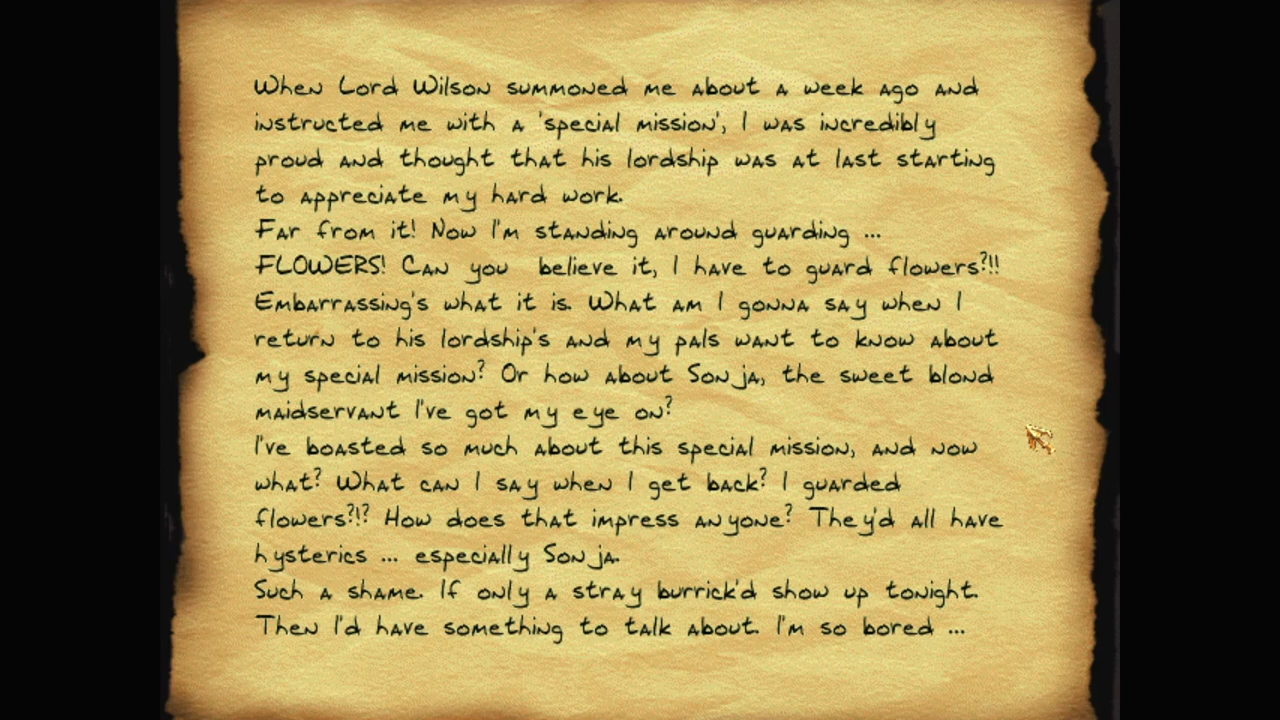 When Lord Wilson summoned me about a week ago and
instructed me with a 'special mission', I was incredibly
proud and thought that his lordship was at last starting
to appreciate my hard work.
Far from it! Now I'm standing around guarding ...
FLOWERS! Can you believe it, I have to guard flowers?!!
Embarrassing's what it is. What am I gonna say when I
return to his lordship's and my pals want to know about
my special mission? Or how about Sonja, the sweet blond
maidservant I've got my eye on?
I've boasted so much about this special mission, and now
what? What can I say when I get back? I guarded
flowers?!? How does that impress anyone? They'd all have
hysterics ... especially Sonja.
Such a shame. If only a stray burrick'd show up tonight.
Then I'd have something to talk about. I'm so bored ...